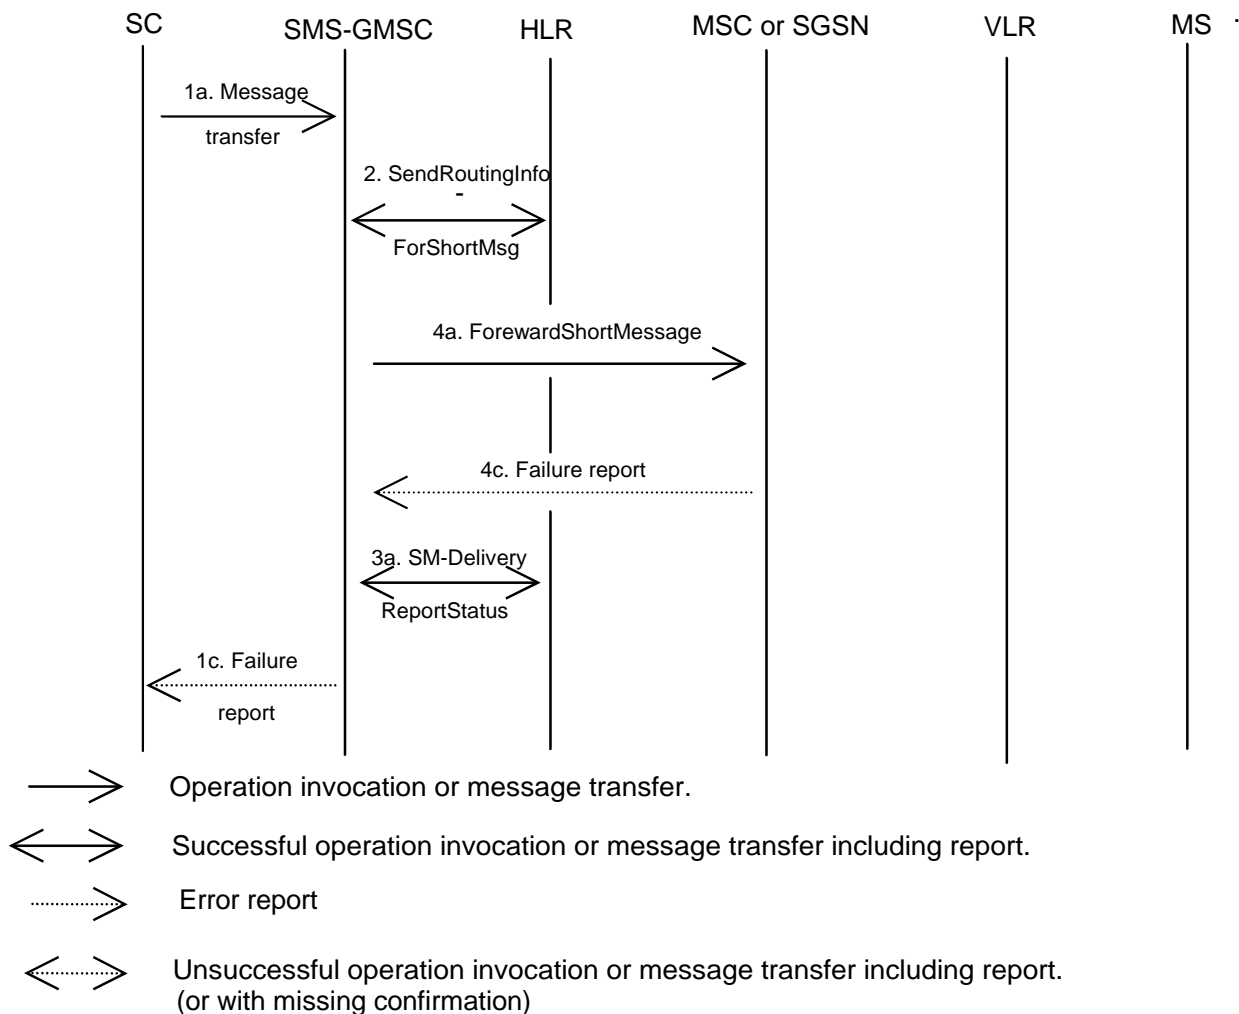 SC SMS-GMSC HLR MSC or SGSN VLR MS .
1a. Message
transfer
2. SendRoutingInfo
-
ForShortMsg
4a. ForewardShortMessage
4c. Failure report
3a. SM-Delivery
ReportStatus
1c. Failure
report
Operation invocation or message transfer.
Successful operation invocation or message transfer including report.
Error report
Unsuccessful operation invocation or message transfer including report.
(or with missing confirmation)